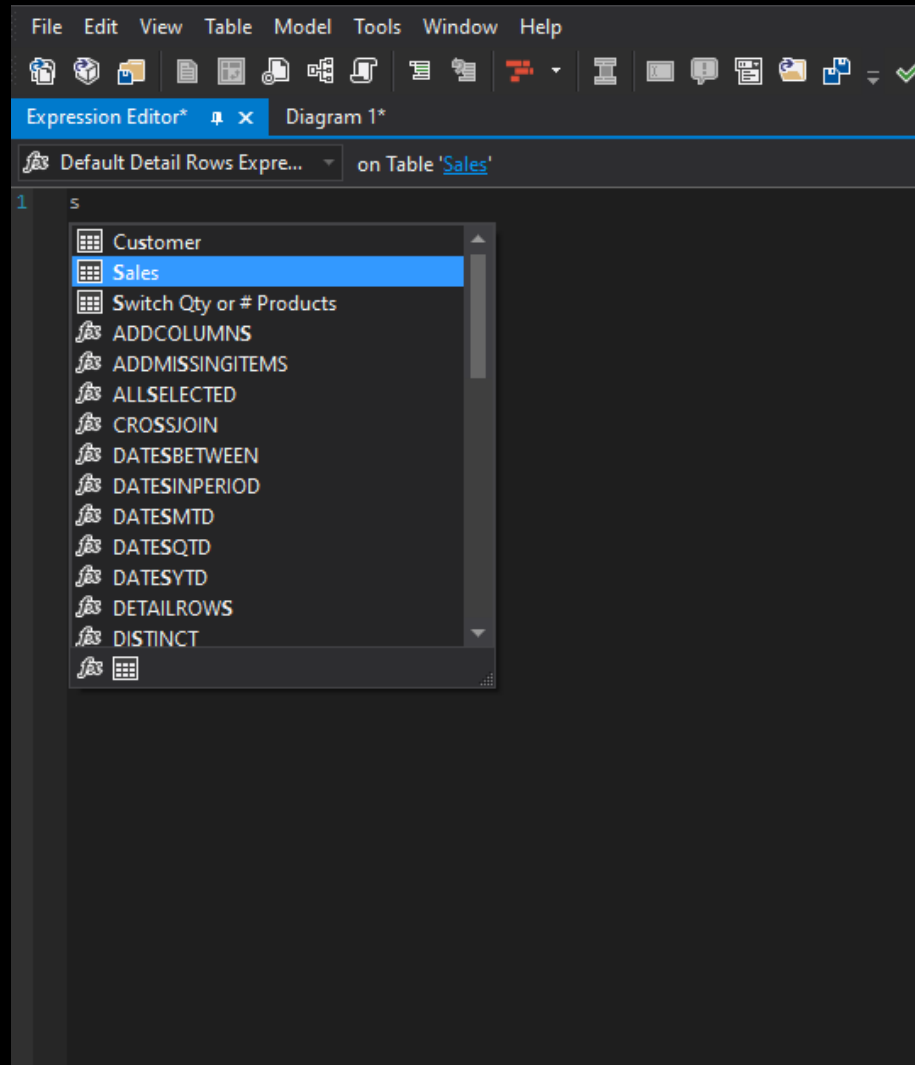 File Edit View Table Model Tools Window Help
Expression Editor* Diagram 1*
Default Detail Rows Expre... on Table 'Sales'
1 s
Customer
Sales
Switch Qty or # Products
ADDCOLUMNS
ADDMISSINGITEMS
ALLSELECTED
CROSSJOIN
DATESBETWEEN
DATESINPERIOD
DATESMTD
DATESQTD
DATESYTD
DETAILROWS
DISTINCT